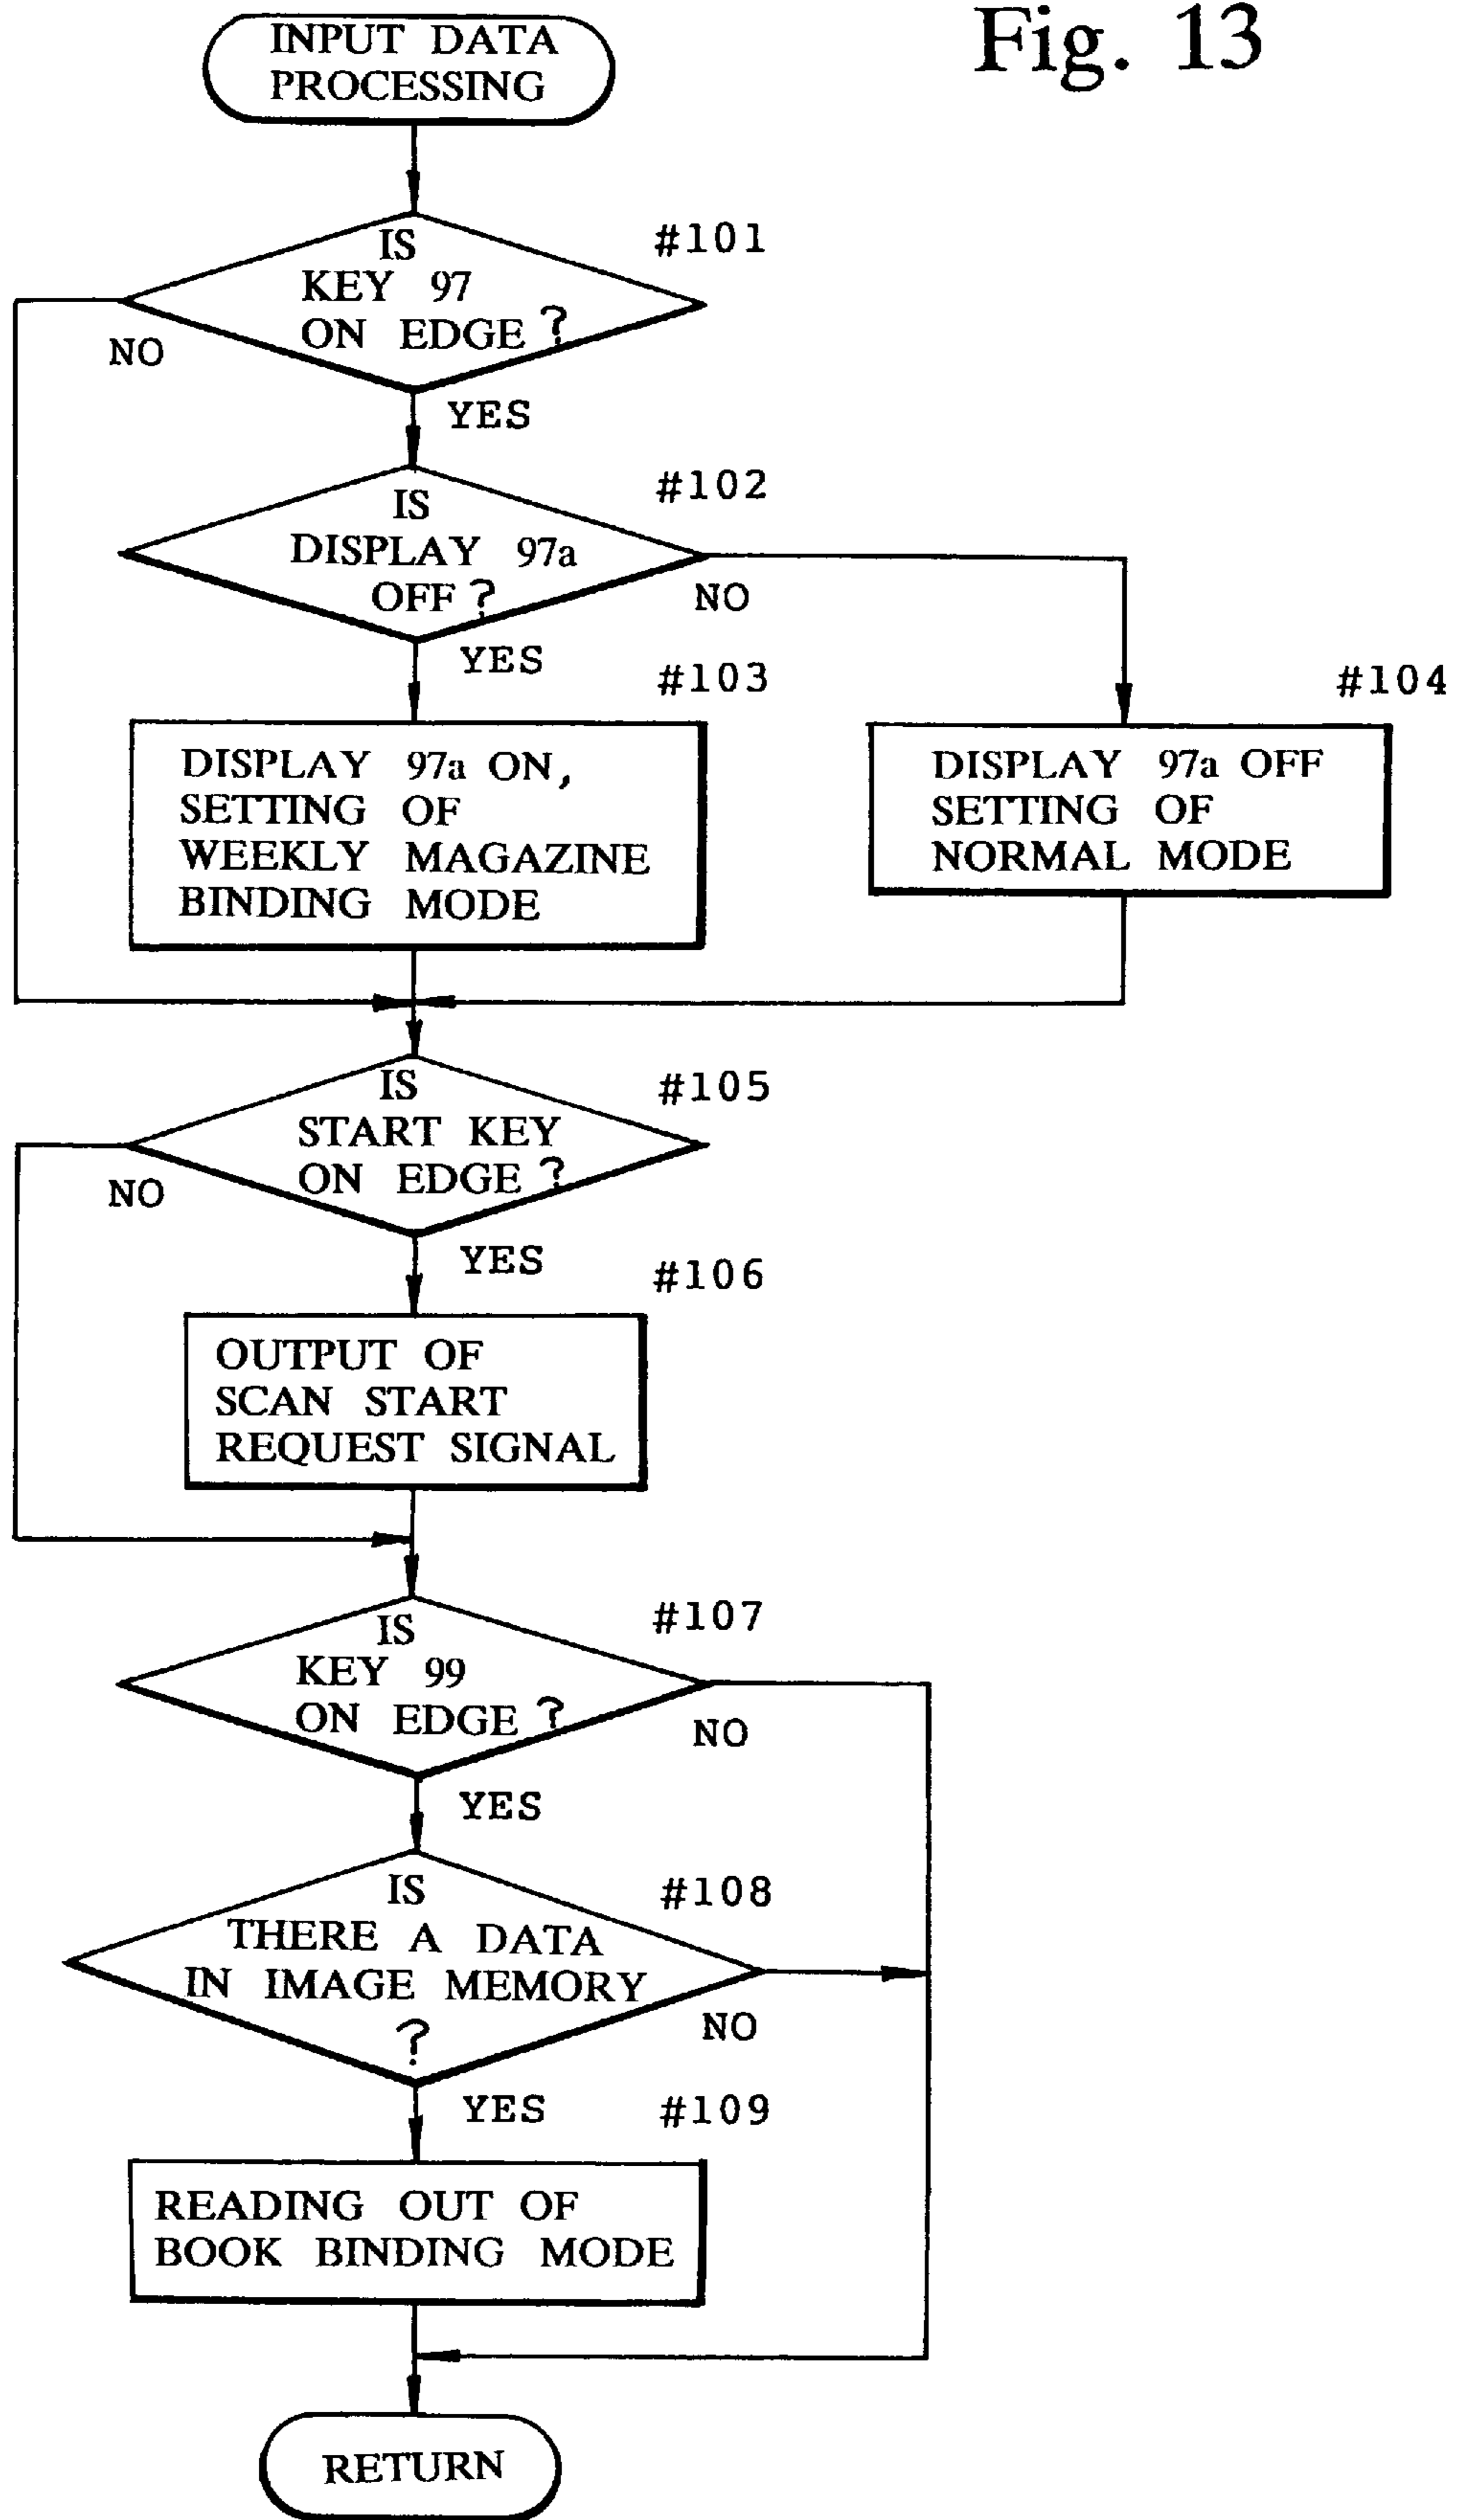 Fig. 13
INPUT DATA
PROCESSING
#101
IS
KEY 97
ON EDGE ?
NO
YES
#102
IS
DISPLAY 97a
OFF ?
NO
YES
#103
#104
DISPLAY 97a ON,
SETTING OF
WEEKLY MAGAZINE
BINDING MODE
DISPLAY 97a OFF
SETTING OF
NORMAL MODE
#105
IS
START KEY
ON EDGE ?
NO
YES
#106
OUTPUT OF
SCAN START
REQUEST SIGNAL
#107
IS
KEY 99
ON EDGE ?
NO
YES
#108
IS
THERE A DATA
IN IMAGE MEMORY
?
NO
YES
#109
READING OUT OF
BOOK BINDING MODE
RETURN